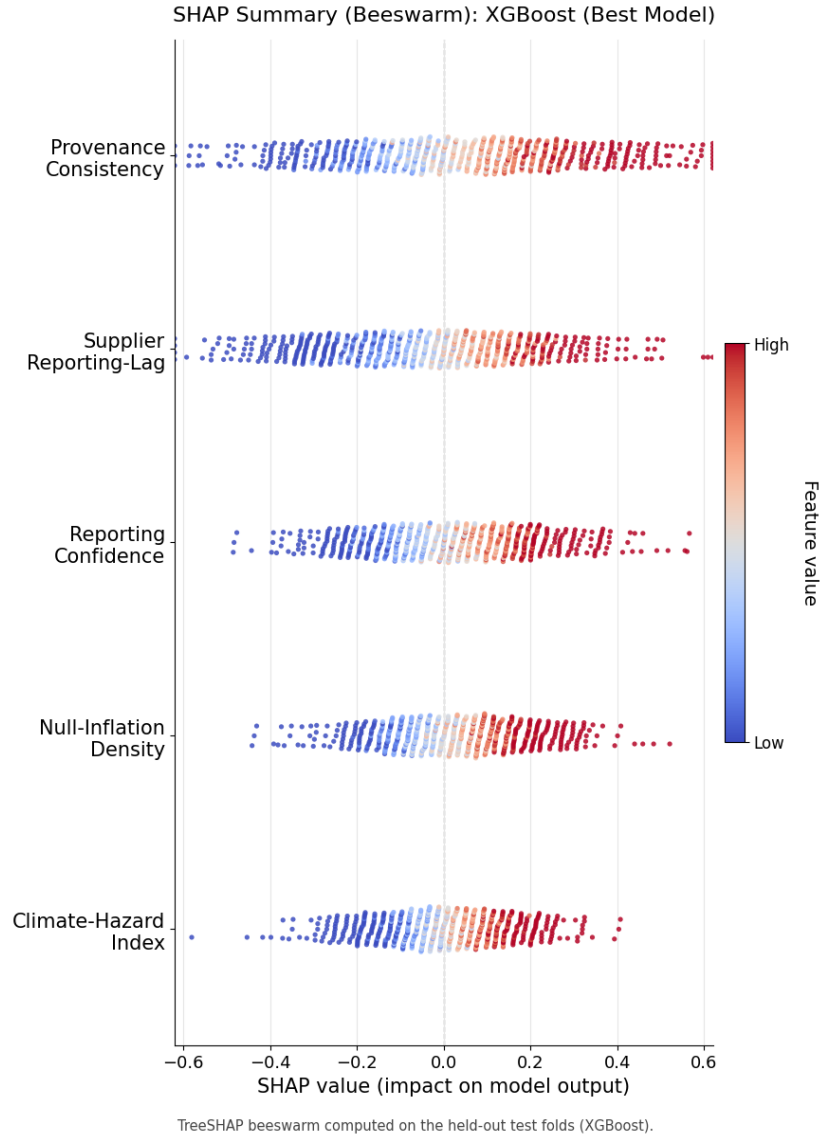 SHAP Summary (Beeswarm): XGBoost (Best Model)
Provenance
Consistency
Supplier
Reporting-Lag
Reporting
Confidence
Null-Inflation
Density
Climate-Hazard
Index
High
Low
Feature value
−0.6 −0.4 −0.2 0.0 0.2 0.4 0.6
SHAP value (impact on model output)
TreeSHAP beeswarm computed on the held-out test folds (XGBoost).